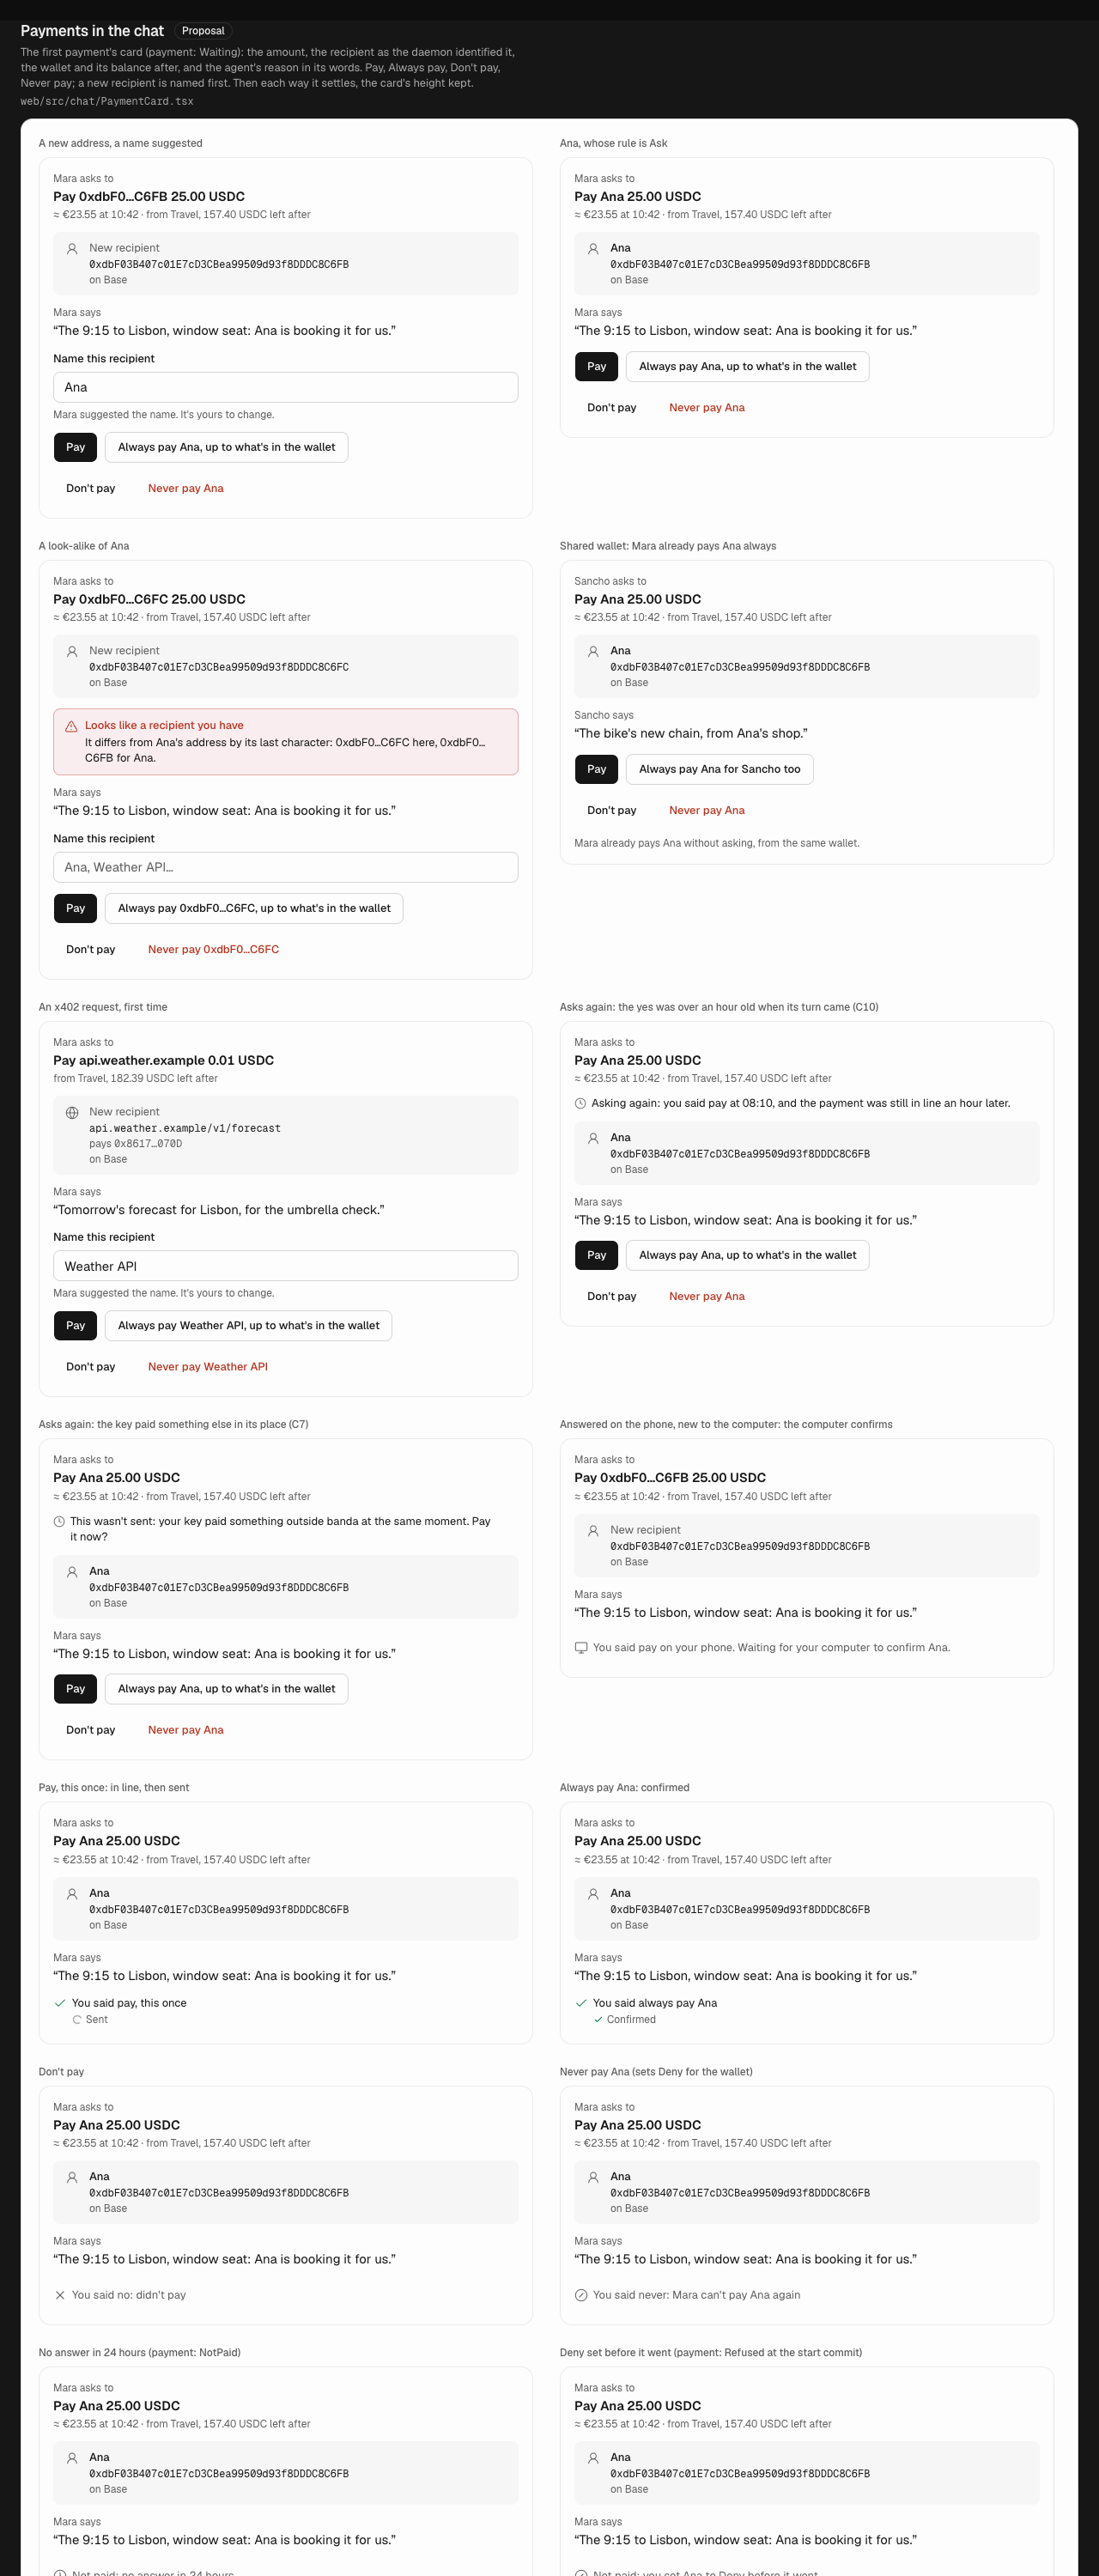 Payments in the chat
Proposal
The first payment's card (payment: Waiting): the amount, the recipient as the daemon identified it,
the wallet and its balance after, and the agent's reason in its words. Pay, Always pay, Don't pay,
Never pay; a new recipient is named first. Then each way it settles, the card's height kept.
web/src/chat/PaymentCard.tsx
A new address, a name suggested
Mara asks to
Pay 0xdbF0…C6FB 25.00 USDC
≈ €23.55 at 10:42 · from Travel, 157.40 USDC left after
New recipient
0xdbF03B407c01E7cD3CBea99509d93f8DDDC8C6FB
on Base
Mara says
“The 9:15 to Lisbon, window seat: Ana is booking it for us.”
Name this recipient
Ana
Mara suggested the name. It's yours to change.
Pay
Always pay Ana, up to what's in the wallet
Don't pay
Never pay Ana
Ana, whose rule is Ask
Mara asks to
Pay Ana 25.00 USDC
≈ €23.55 at 10:42 · from Travel, 157.40 USDC left after
Ana
0xdbF03B407c01E7cD3CBea99509d93f8DDDC8C6FB
on Base
Mara says
“The 9:15 to Lisbon, window seat: Ana is booking it for us.”
Pay
Always pay Ana, up to what's in the wallet
Don't pay
Never pay Ana
A look-alike of Ana
Mara asks to
Pay 0xdbF0…C6FC 25.00 USDC
≈ €23.55 at 10:42 · from Travel, 157.40 USDC left after
New recipient
0xdbF03B407c01E7cD3CBea99509d93f8DDDC8C6FC
on Base
Looks like a recipient you have
It differs from Ana's address by its last character: 0xdbF0…C6FC here, 0xdbF0…
C6FB for Ana.
Mara says
“The 9:15 to Lisbon, window seat: Ana is booking it for us.”
Name this recipient
Ana, Weather API…
Pay
Always pay 0xdbF0…C6FC, up to what's in the wallet
Don't pay
Never pay 0xdbF0…C6FC
Shared wallet: Mara already pays Ana always
Sancho asks to
Pay Ana 25.00 USDC
≈ €23.55 at 10:42 · from Travel, 157.40 USDC left after
Ana
0xdbF03B407c01E7cD3CBea99509d93f8DDDC8C6FB
on Base
Sancho says
“The bike's new chain, from Ana's shop.”
Pay
Always pay Ana for Sancho too
Don't pay
Never pay Ana
Mara already pays Ana without asking, from the same wallet.
An x402 request, first time
Mara asks to
Pay api.weather.example 0.01 USDC
from Travel, 182.39 USDC left after
New recipient
api.weather.example/v1/forecast
pays 0x8617…070D
on Base
Mara says
“Tomorrow's forecast for Lisbon, for the umbrella check.”
Name this recipient
Weather API
Mara suggested the name. It's yours to change.
Pay
Always pay Weather API, up to what's in the wallet
Don't pay
Never pay Weather API
Asks again: the yes was over an hour old when its turn came (C10)
Mara asks to
Pay Ana 25.00 USDC
≈ €23.55 at 10:42 · from Travel, 157.40 USDC left after
Asking again: you said pay at 08:10, and the payment was still in line an hour later.
Ana
0xdbF03B407c01E7cD3CBea99509d93f8DDDC8C6FB
on Base
Mara says
“The 9:15 to Lisbon, window seat: Ana is booking it for us.”
Pay
Always pay Ana, up to what's in the wallet
Don't pay
Never pay Ana
Asks again: the key paid something else in its place (C7)
Mara asks to
Pay Ana 25.00 USDC
≈ €23.55 at 10:42 · from Travel, 157.40 USDC left after
This wasn't sent: your key paid something outside banda at the same moment. Pay
it now?
Ana
0xdbF03B407c01E7cD3CBea99509d93f8DDDC8C6FB
on Base
Mara says
“The 9:15 to Lisbon, window seat: Ana is booking it for us.”
Pay
Always pay Ana, up to what's in the wallet
Don't pay
Never pay Ana
Answered on the phone, new to the computer: the computer confirms
Mara asks to
Pay 0xdbF0…C6FB 25.00 USDC
≈ €23.55 at 10:42 · from Travel, 157.40 USDC left after
New recipient
0xdbF03B407c01E7cD3CBea99509d93f8DDDC8C6FB
on Base
Mara says
“The 9:15 to Lisbon, window seat: Ana is booking it for us.”
You said pay on your phone. Waiting for your computer to confirm Ana.
Pay, this once: in line, then sent
Mara asks to
Pay Ana 25.00 USDC
≈ €23.55 at 10:42 · from Travel, 157.40 USDC left after
Ana
0xdbF03B407c01E7cD3CBea99509d93f8DDDC8C6FB
on Base
Mara says
“The 9:15 to Lisbon, window seat: Ana is booking it for us.”
You said pay, this once
Sent
Always pay Ana: confirmed
Mara asks to
Pay Ana 25.00 USDC
≈ €23.55 at 10:42 · from Travel, 157.40 USDC left after
Ana
0xdbF03B407c01E7cD3CBea99509d93f8DDDC8C6FB
on Base
Mara says
“The 9:15 to Lisbon, window seat: Ana is booking it for us.”
You said always pay Ana
Confirmed
Don't pay
Mara asks to
Pay Ana 25.00 USDC
≈ €23.55 at 10:42 · from Travel, 157.40 USDC left after
Ana
0xdbF03B407c01E7cD3CBea99509d93f8DDDC8C6FB
on Base
Mara says
“The 9:15 to Lisbon, window seat: Ana is booking it for us.”
You said no: didn't pay
Never pay Ana (sets Deny for the wallet)
Mara asks to
Pay Ana 25.00 USDC
≈ €23.55 at 10:42 · from Travel, 157.40 USDC left after
Ana
0xdbF03B407c01E7cD3CBea99509d93f8DDDC8C6FB
on Base
Mara says
“The 9:15 to Lisbon, window seat: Ana is booking it for us.”
You said never: Mara can't pay Ana again
No answer in 24 hours (payment: NotPaid)
Mara asks to
Pay Ana 25.00 USDC
≈ €23.55 at 10:42 · from Travel, 157.40 USDC left after
Ana
0xdbF03B407c01E7cD3CBea99509d93f8DDDC8C6FB
on Base
Mara says
“The 9:15 to Lisbon, window seat: Ana is booking it for us.”
Not paid: no answer in 24 hours
Deny set before it went (payment: Refused at the start commit)
Mara asks to
Pay Ana 25.00 USDC
≈ €23.55 at 10:42 · from Travel, 157.40 USDC left after
Ana
0xdbF03B407c01E7cD3CBea99509d93f8DDDC8C6FB
on Base
Mara says
“The 9:15 to Lisbon, window seat: Ana is booking it for us.”
Not paid: you set Ana to Deny before it went